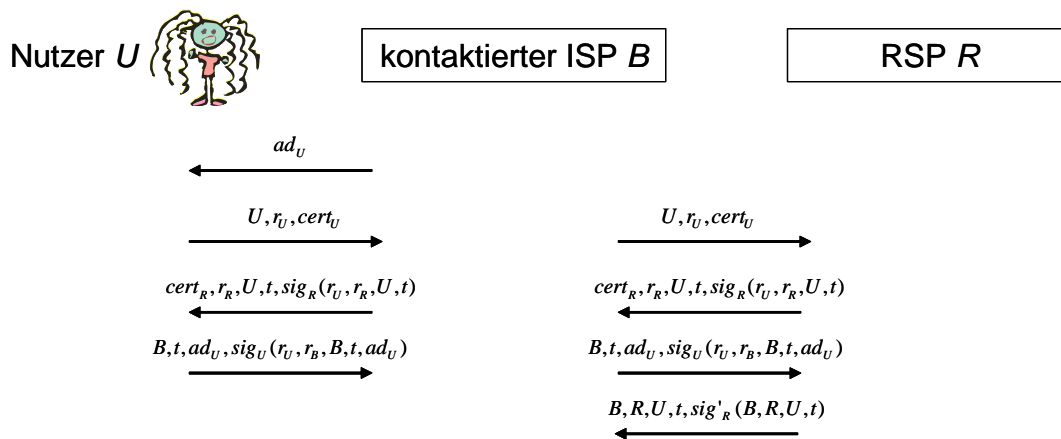 Nutzer U kontaktierter ISP B RSP R
ad_U
U,r_U,cert_U U,r_U,cert_U
cert_R,r_R,U,t,sig_R(r_U,r_R,U,t) cert_R,r_R,U,t,sig_R(r_U,r_R,U,t)
B,t,ad_U,sig_U(r_U,r_B,B,t,ad_U) B,t,ad_U,sig_U(r_U,r_B,B,t,ad_U)
B,R,U,t,sig'_R(B,R,U,t)